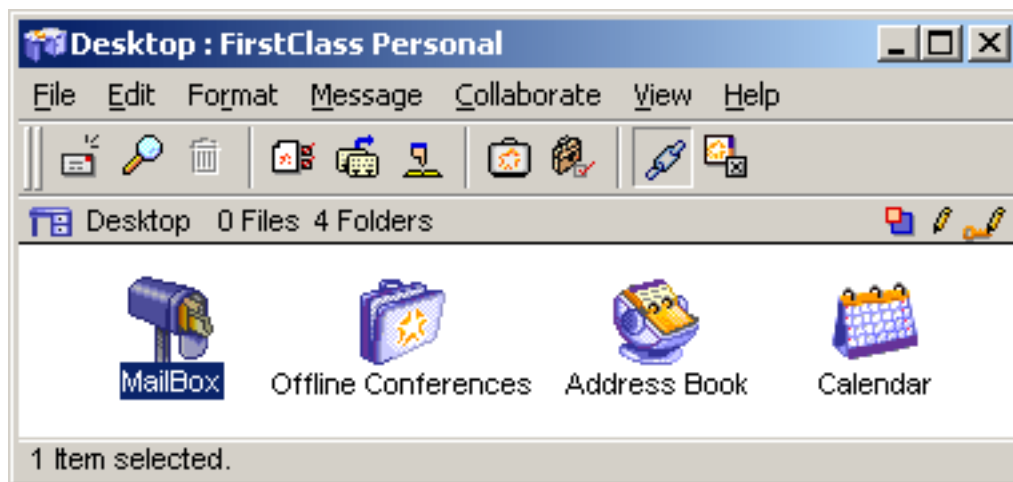 Desktop : FirstClass Personal
File Edit Format Message Collaborate View Help
Desktop 0 Files 4 Folders
MailBox Offline Conferences Address Book Calendar
1 Item selected.